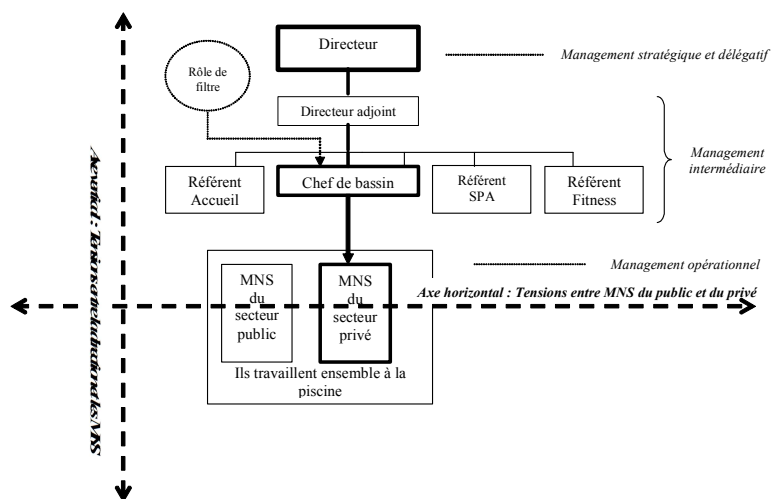 Directeur
Management stratégique et délégatif
Rôle de
filtre
Directeur adjoint
Management
intermédiaire
Référent
Accueil
Chef de bassin
Référent
SPA
Référent
Fitness
Management opérationnel
MNS
du
secteur
public
MNS
du
secteur
privé
Axe horizontal : Tensions entre MNS du public et du privé
Ils travaillent ensemble à la
piscine